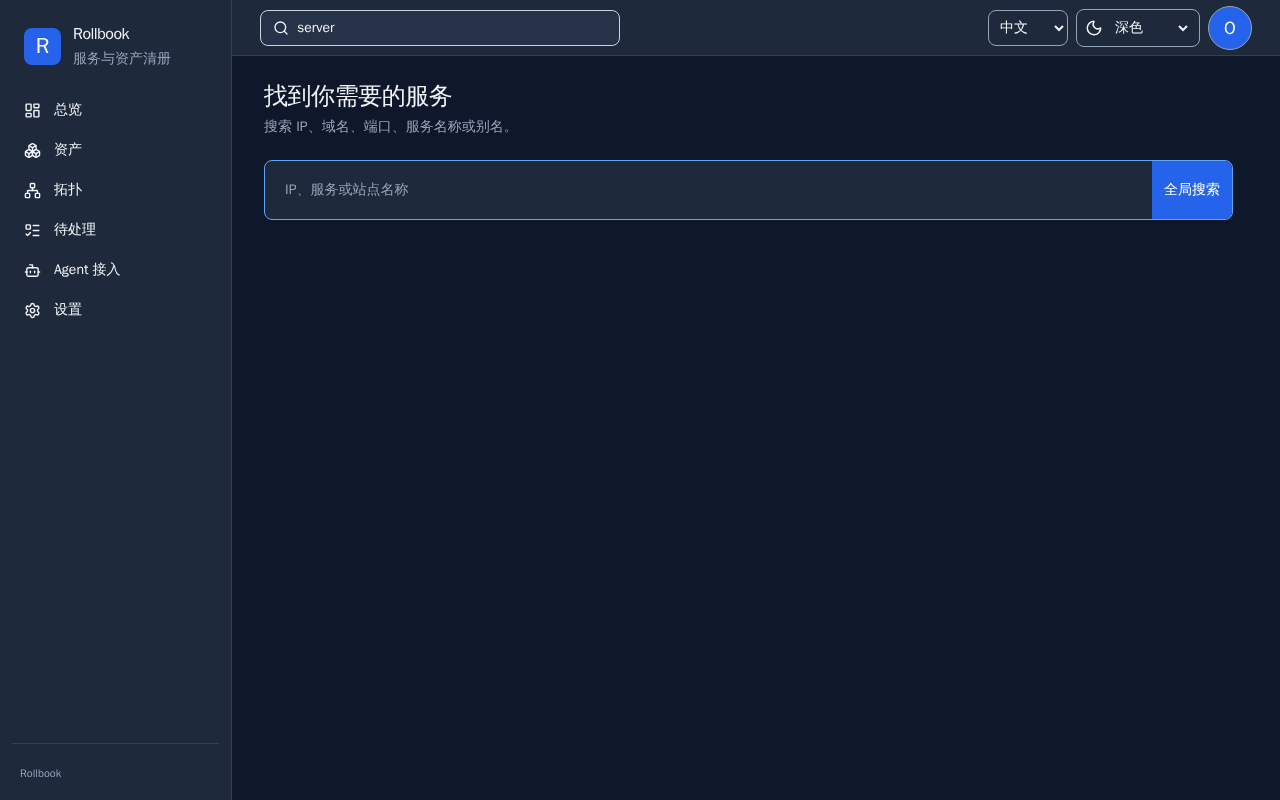 R
Rollbook
服务与资产清册
总览
资产
拓扑
待处理
Agent 接入
设置
Rollbook
server
中文
深色
O
找到你需要的服务
搜索 IP、域名、端口、服务名称或别名。
IP、服务或站点名称
全局搜索